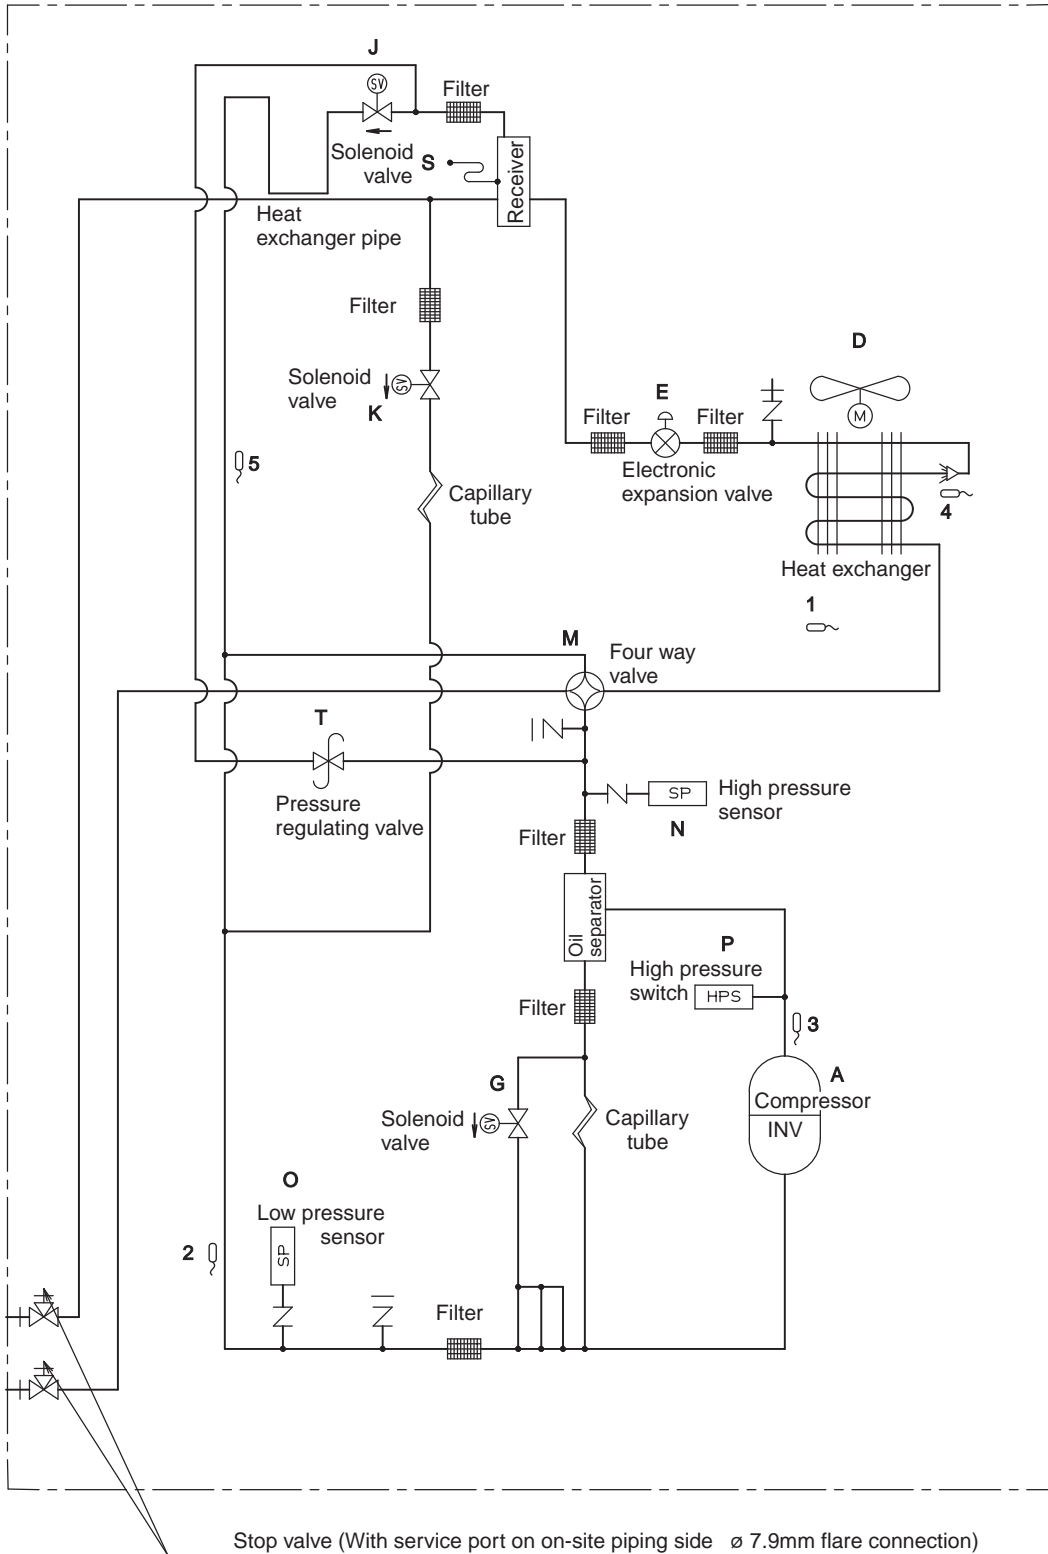 J
SV
Filter
Solenoid
valve
S
Receiver
Heat
exchanger pipe
Filter
D
Solenoid
valve
SV
K
E
M
Filter
Filter
5
Electronic
expansion valve
Capillary
tube
4
Heat exchanger
1
M
Four way
valve
T
Pressure
regulating valve
SP
High pressure
sensor
N
Filter
Oil
separator
P
High pressure
switch
HPS
Filter
3
G
A
Compressor
INV
Solenoid
valve
SV
Capillary
tube
O
Low pressure
sensor
SP
2
Filter
Stop valve (With service port on on-site piping side ø 7.9mm flare connection)